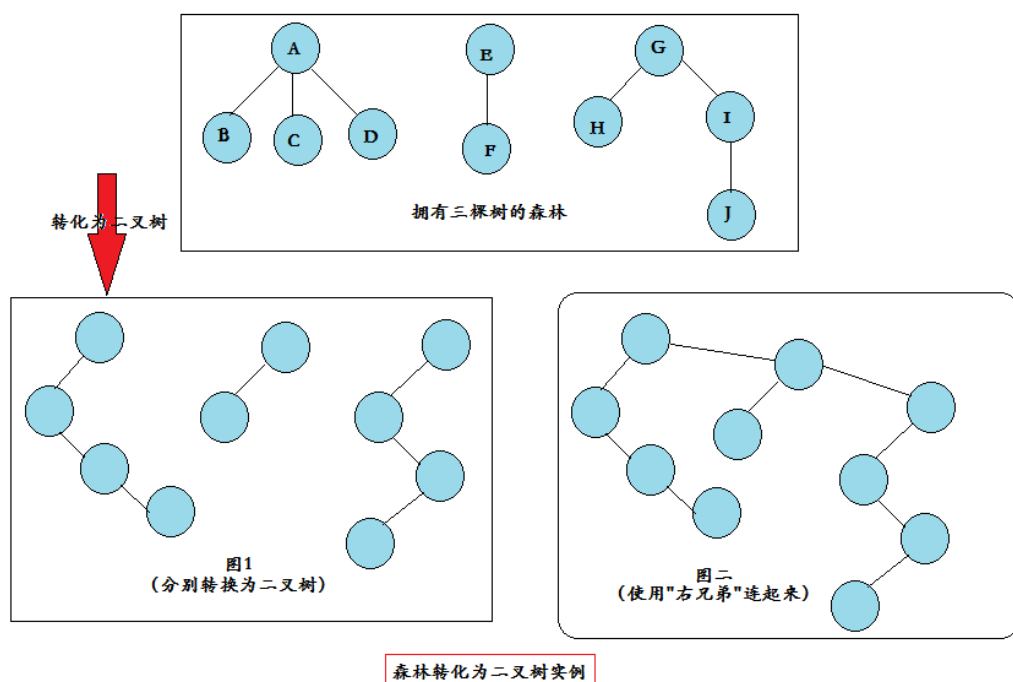 A
E
G
B
C
D
F
H
I
J
拥有三棵树的森林
转化为二叉树
图1
(分别转换为二叉树)
图二
(使用"右兄弟"连起来)
森林转化为二叉树实例